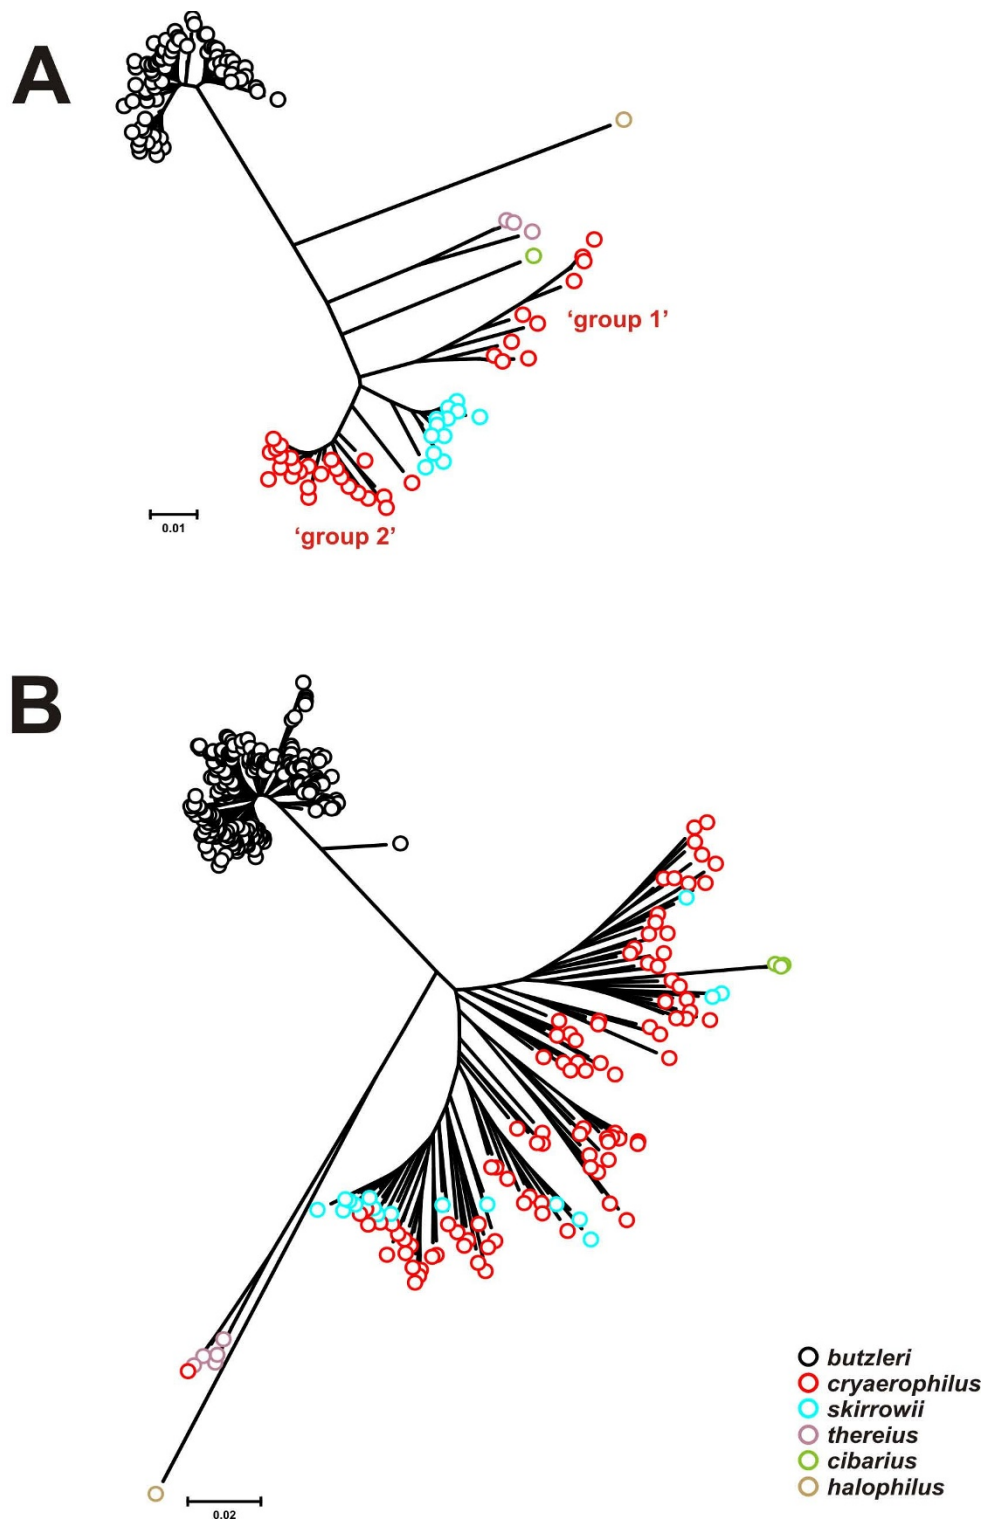 A
'group 1'
'group 2'
0.01
B
butzleri
cryaerophilus
skirrowii
thereius
cibarius
halophilus
0.02